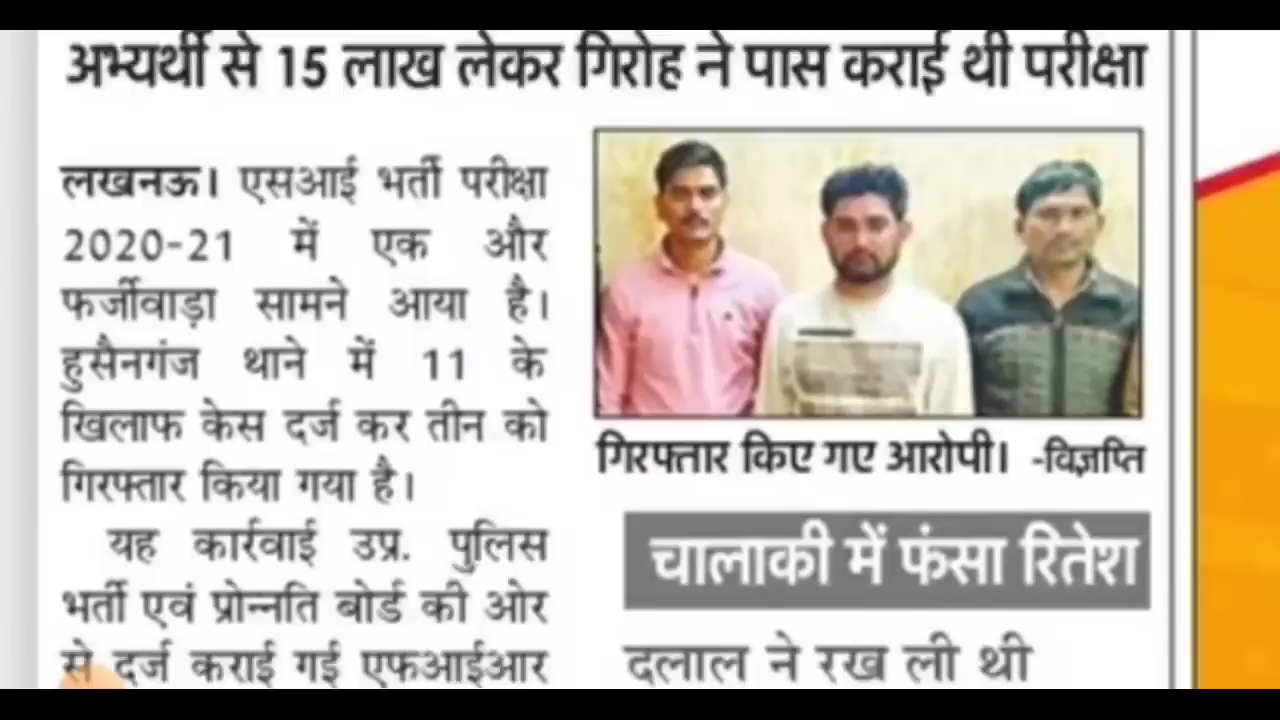 अभ्यर्थी से 15 लाख लेकर गिरोह ने पास कराई थी परीक्षा
लखनऊ। एसआई भर्ती परीक्षा
2020-21 में एक और
फर्जीवाड़ा सामने आया है।
हुसैनगंज थाने में 11 के
खिलाफ केस दर्ज कर तीन को
गिरफ्तार किया गया है।
यह कार्रवाई उप्र. पुलिस
भर्ती एवं प्रोन्नति बोर्ड की ओर
से दर्ज कराई गई एफआईआर
गिरफ्तार किए गए आरोपी। -विज्ञप्ति
चालाकी में फंसा रितेश
दलाल ने रख ली थी